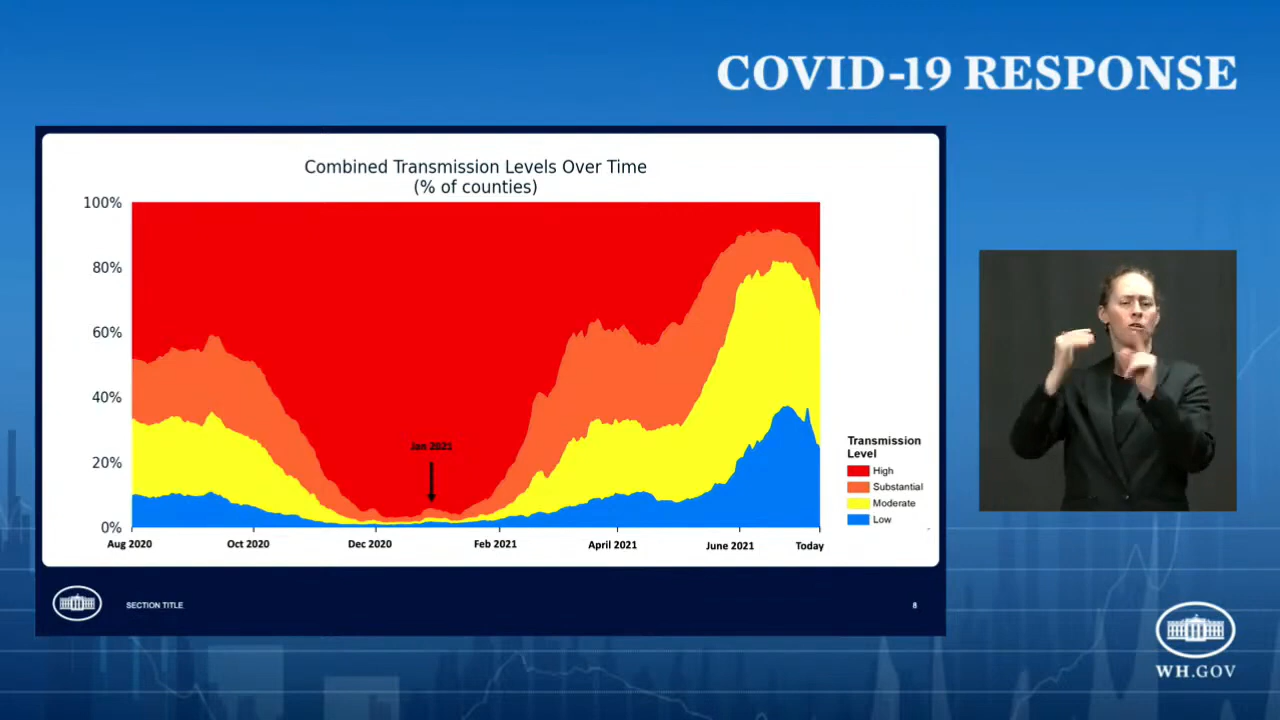 COVID-19 RESPONSE
Combined Transmission Levels Over Time
(% of counties)
100%
80%
60%
40%
20%
0%
Jan 2021
Aug 2020
Oct 2020
Dec 2020
Feb 2021
April 2021
June 2021
Today
Transmission
Level
High
Substantial
Moderate
Low
SECTION TITLE
8
WH.GOV